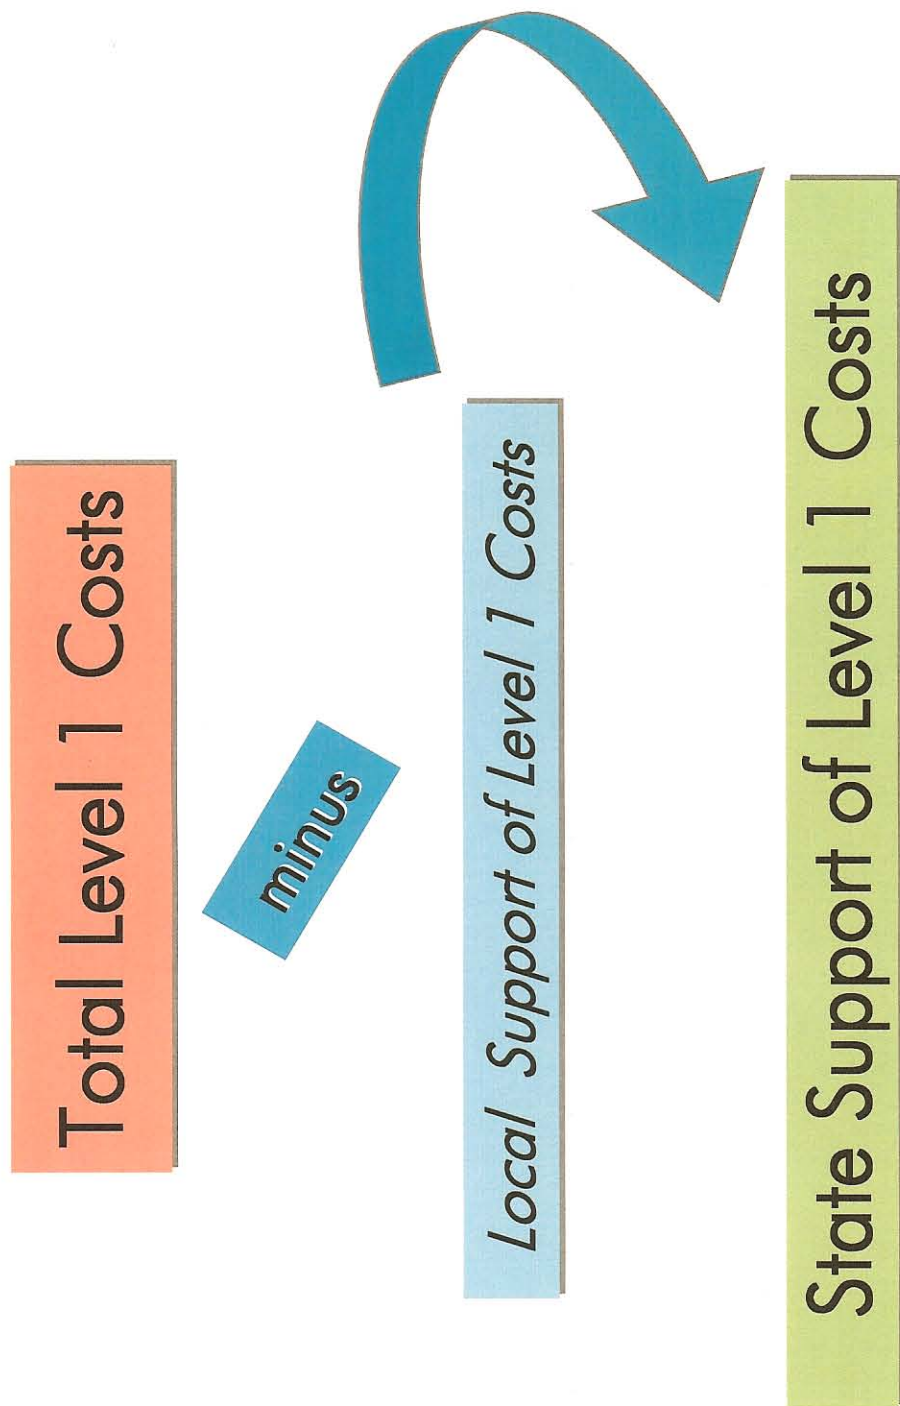 Total Level 1 Costs
minus
Local Support of Level 1 Costs
State Support of Level 1 Costs